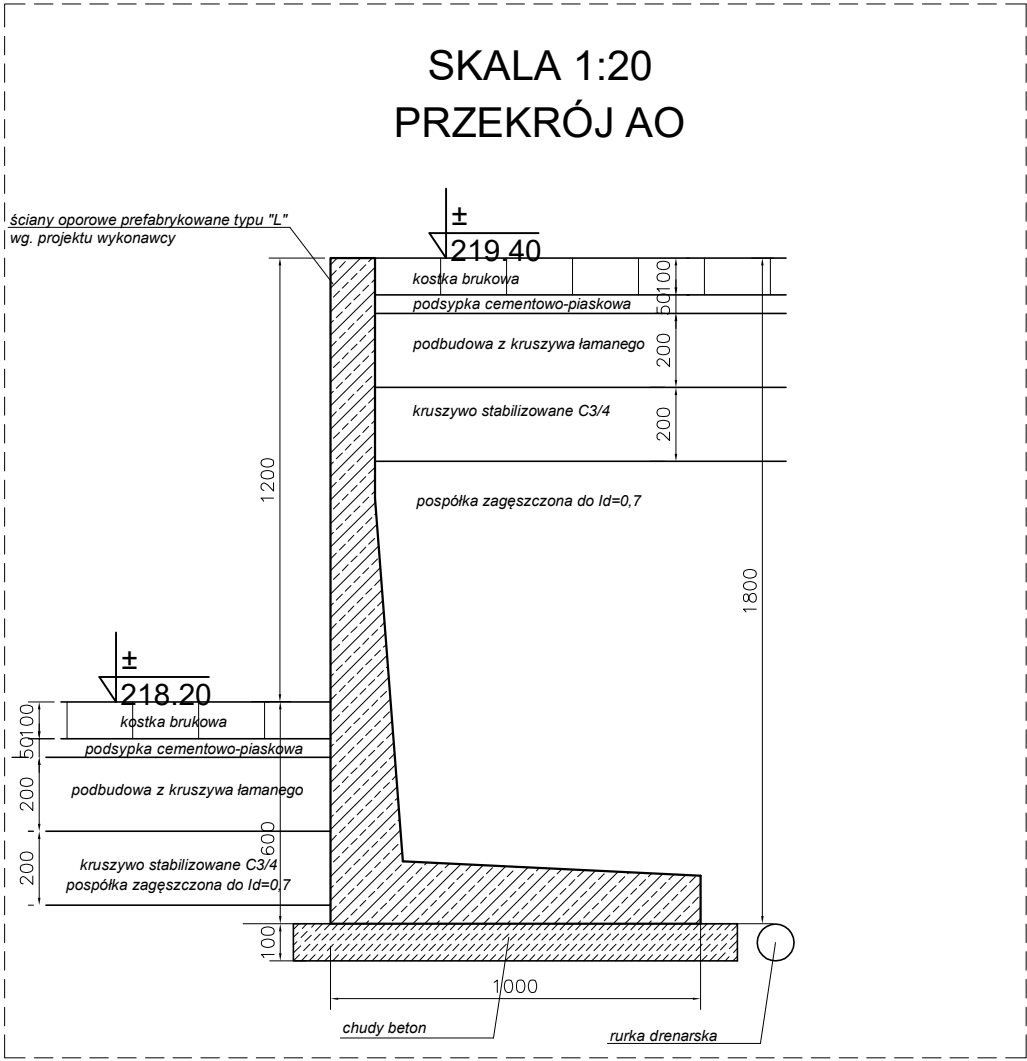 SKALA 1:20
PRZEKRÓJ AO
ściany oporowe prefabrykowane typu "L"
wg. projektu wykonawcy
±
219.40
kostka brukowa
100
podsypka cementowo-piaskowa
50
podbudowa z kruszywa łamanego
200
kruszywo stabilizowane C3/4
200
pospółka zagęszczona do Id=0,7
1200
1800
±
218.20
kostka brukowa
100
podsypka cementowo-piaskowa
50
podbudowa z kruszywa łamanego
200
600
kruszywo stabilizowane C3/4
200
pospółka zagęszczona do Id=0,7
100
1000
chudy beton
rurka drenarska